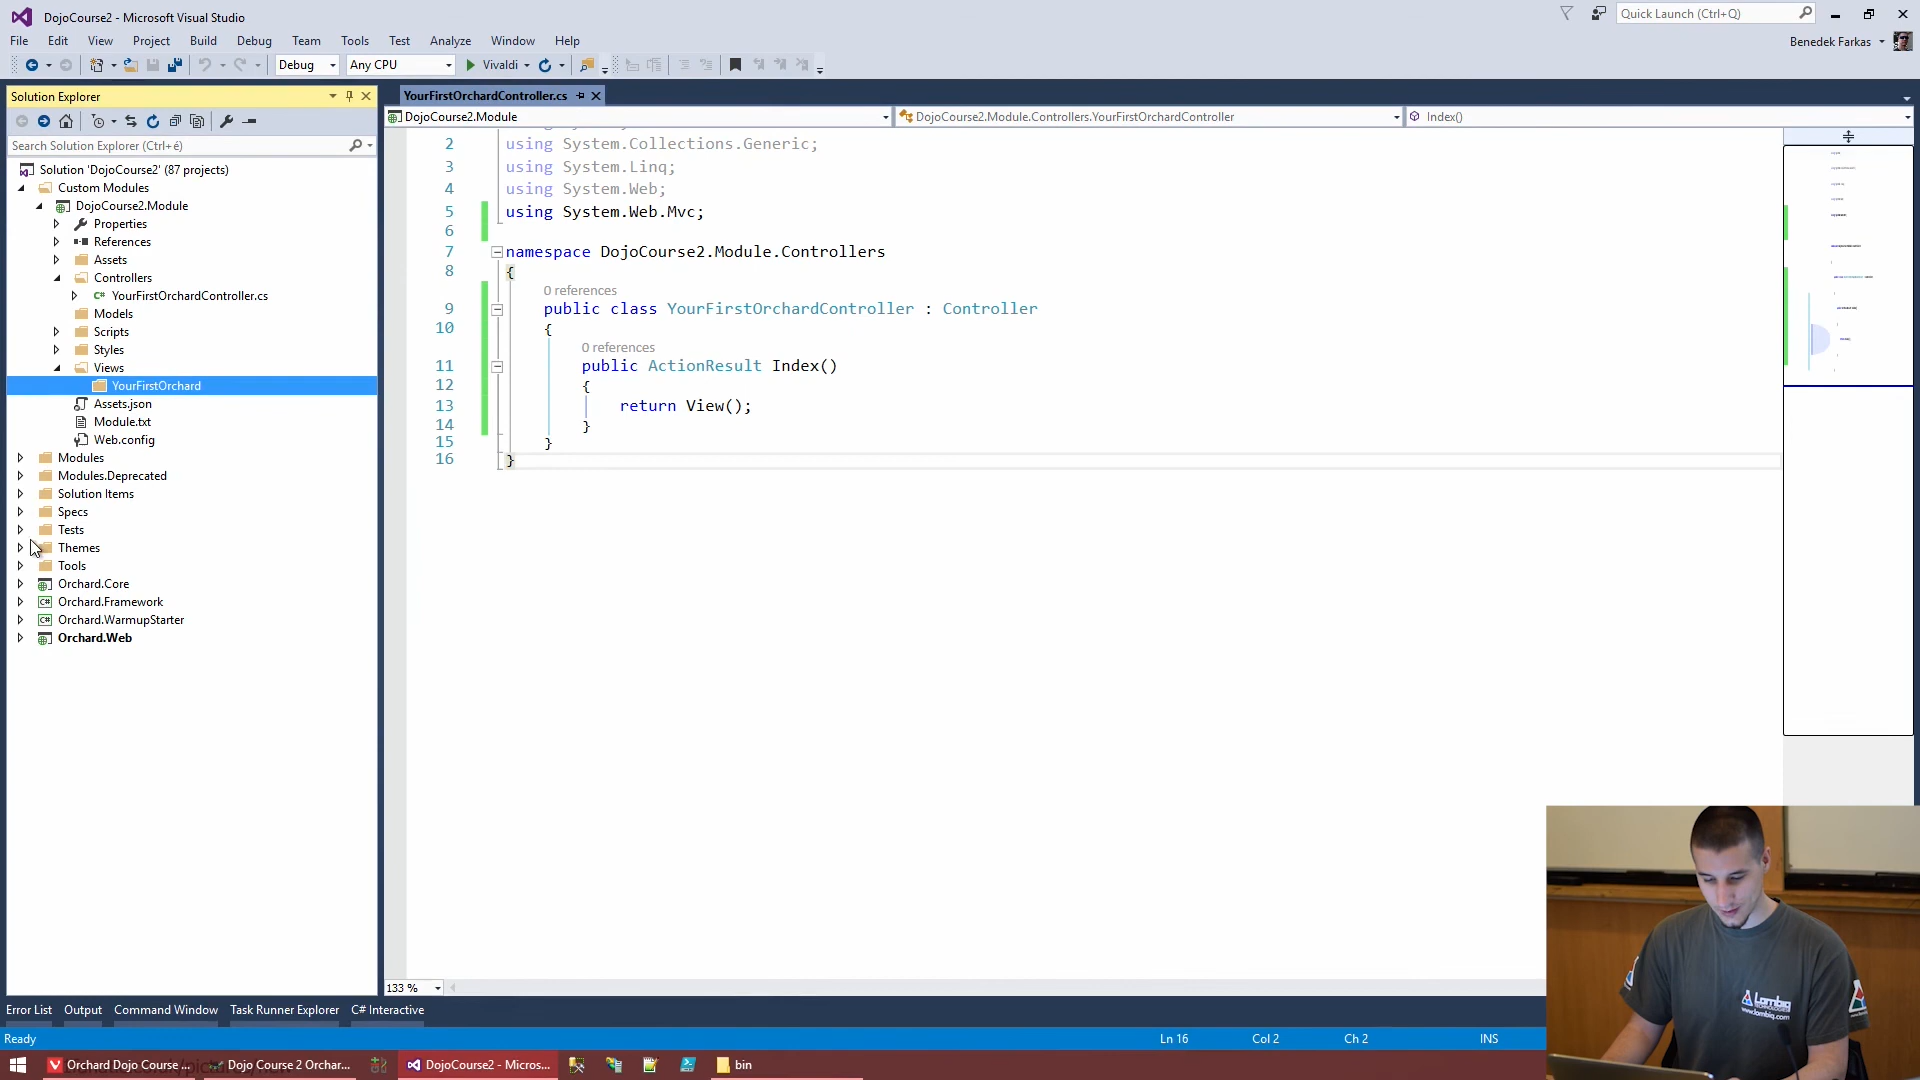 DojoCourse2 - Microsoft Visual Studio
Quick Launch (Ctrl+Q)
File Edit View Project Build Debug Team Tools Test Analyze Window Help
Benedek Farkas
Debug Any CPU Vivaldi
Solution Explorer
YourFirstOrchardController.cs
DojoCourse2.Module
DojoCourse2.Module.Controllers.YourFirstOrchardController
Index()
Search Solution Explorer (Ctrl+é)
Solution 'DojoCourse2' (87 projects)
Custom Modules
DojoCourse2.Module
Properties
References
Assets
Controllers
YourFirstOrchardController.cs
Models
Scripts
Styles
Views
YourFirstOrchard
Assets.json
Module.txt
Web.config
Modules
Modules.Deprecated
Solution Items
Specs
Tests
Themes
Tools
Orchard.Core
Orchard.Framework
Orchard.WarmupStarter
Orchard.Web
2 using System.Collections.Generic;
3 using System.Linq;
4 using System.Web;
5 using System.Web.Mvc;
6
7 namespace DojoCourse2.Module.Controllers
8 {
0 references
9 public class YourFirstOrchardController : Controller
10 {
0 references
11 public ActionResult Index()
12 {
13 return View();
14 }
15 }
16 }
133 %
Error List Output Command Window Task Runner Explorer C# Interactive
Ready
Ln 16 Col 2 Ch 2 INS
Orchard Dojo Course ...
Dojo Course 2 Orchar...
DojoCourse2 - Micros...
bin
Lombiq
TECHNOLOGIES
www.lombiq.com